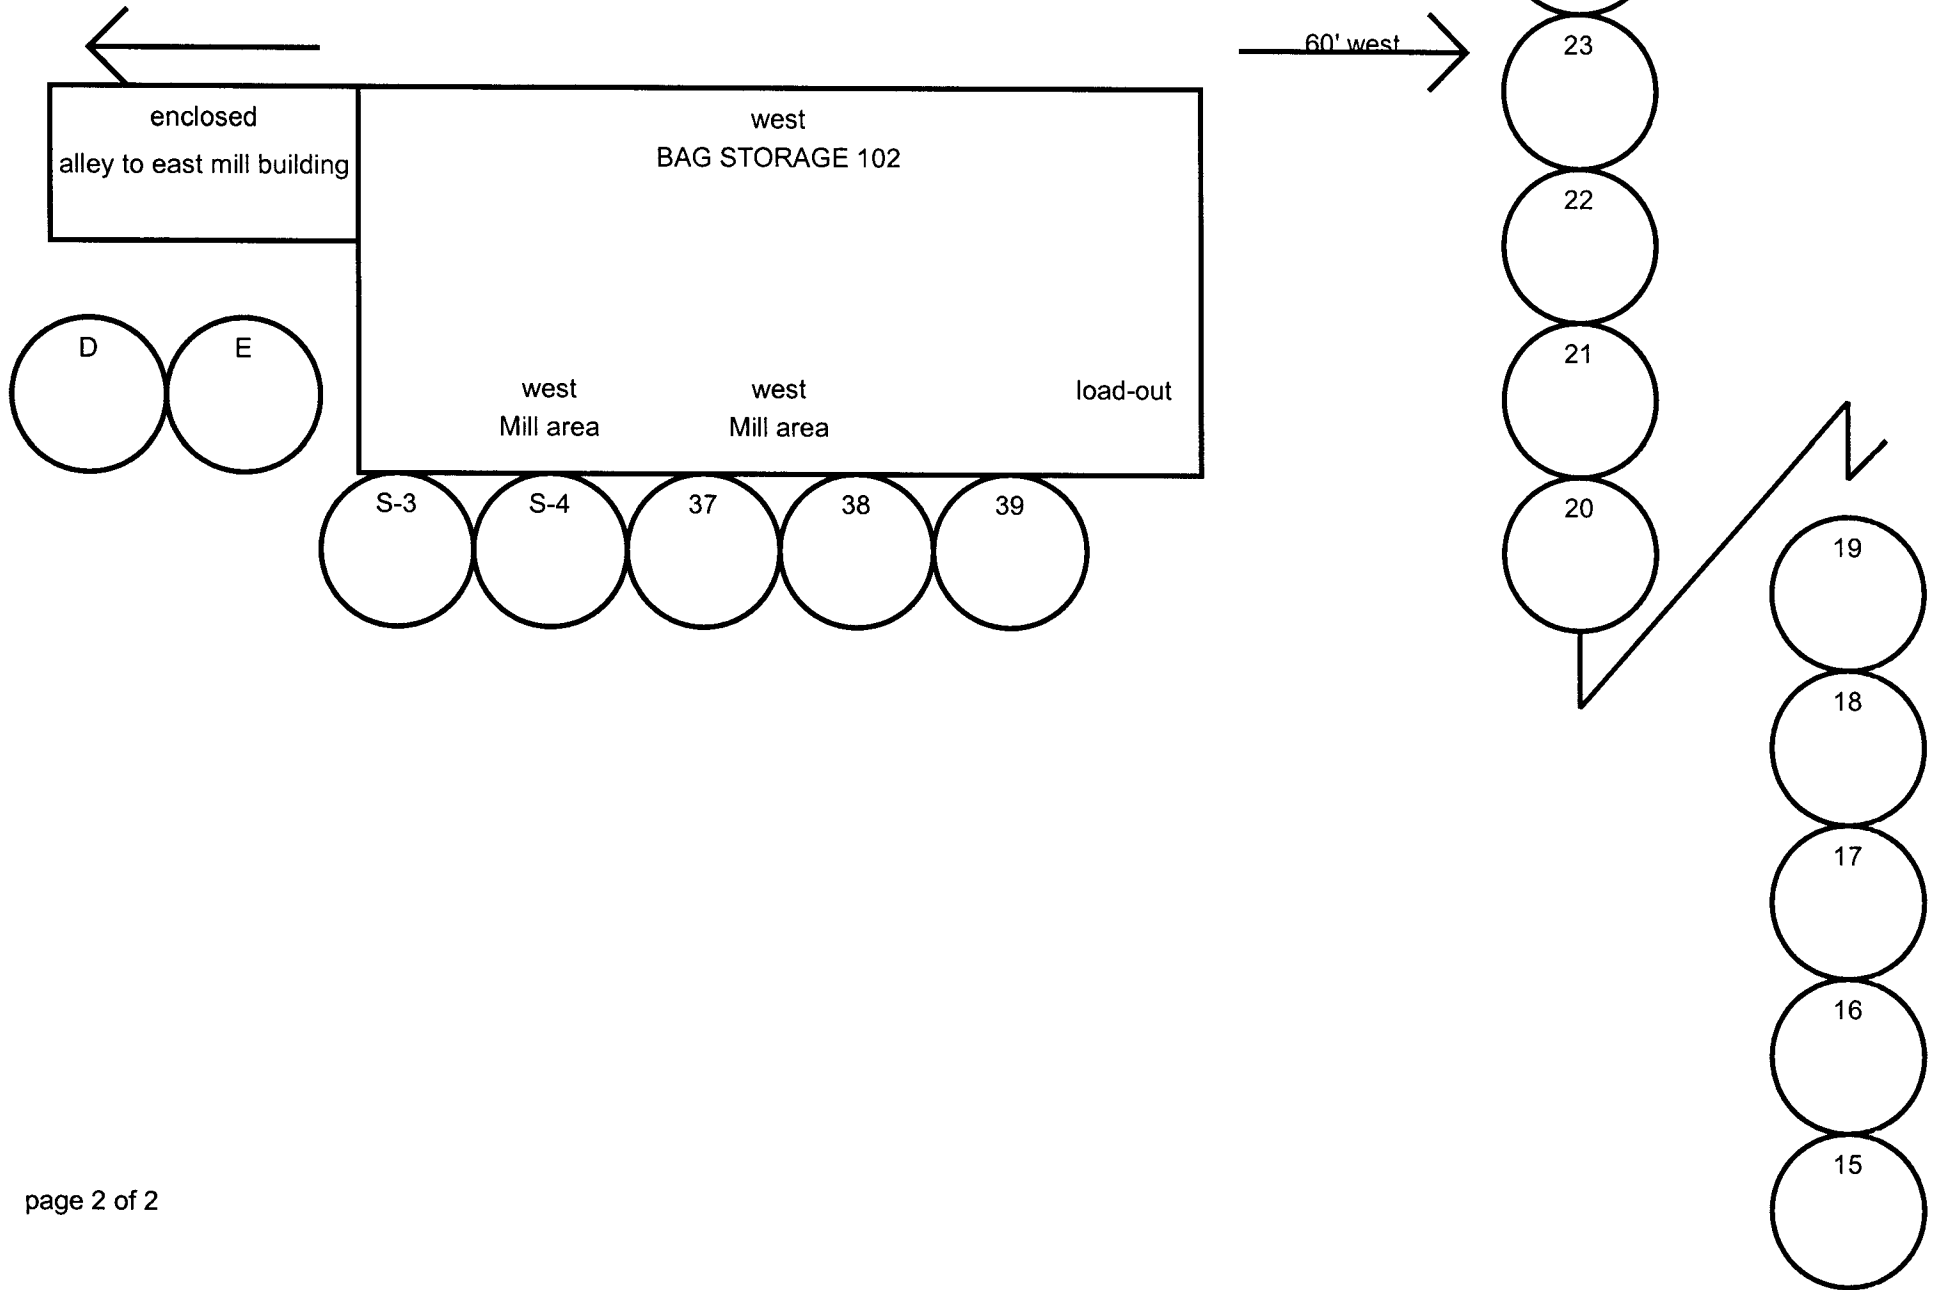 60' west
23
enclosed
alley to east mill building
west
BAG STORAGE 102
22
D
E
21
west
Mill area
west
Mill area
load-out
S-3
S-4
37
38
39
20
19
18
17
16
15
page 2 of 2